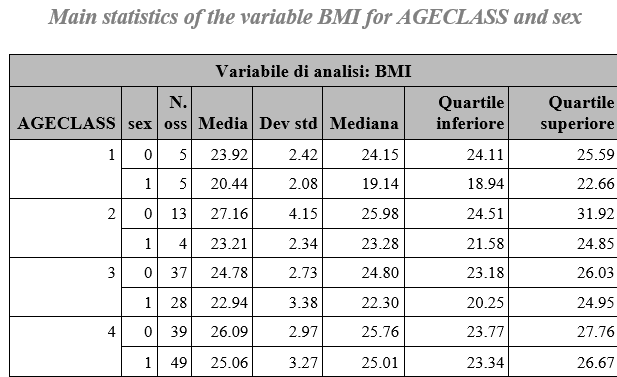 Main statistics of the variable BMI for AGECLASS and sex
Variabile di analisi: BMI
AGECLASS sex N. oss Media Dev std Mediana Quartile inferiore Quartile superiore
1 0 5 23.92 2.42 24.15 24.11 25.59
1 5 20.44 2.08 19.14 18.94 22.66
2 0 13 27.16 4.15 25.98 24.51 31.92
1 4 23.21 2.34 23.28 21.58 24.85
3 0 37 24.78 2.73 24.80 23.18 26.03
1 28 22.94 3.38 22.30 20.25 24.95
4 0 39 26.09 2.97 25.76 23.77 27.76
1 49 25.06 3.27 25.01 23.34 26.67